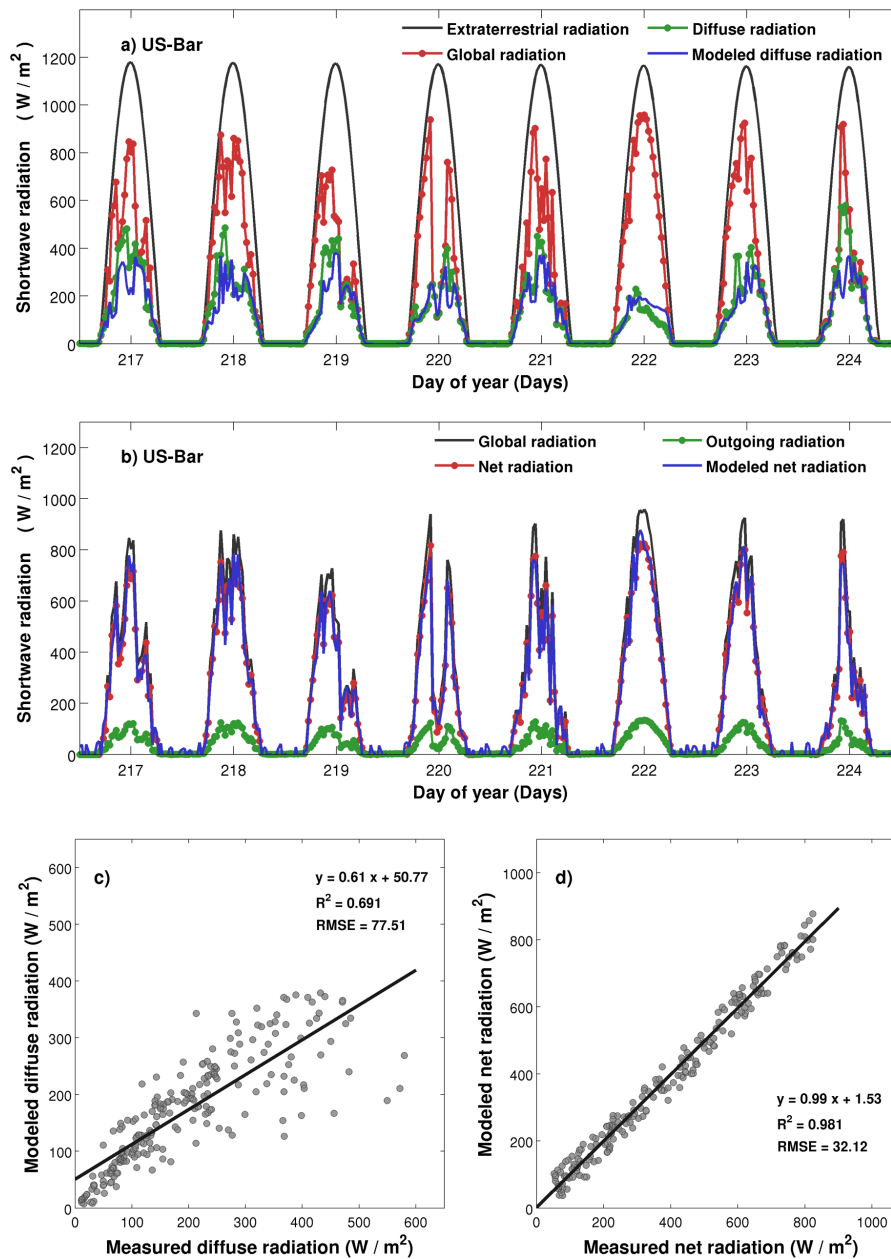 a) US-Bar
Extraterrestrial radiation
Diffuse radiation
Global radiation
Modeled diffuse radiation
Shortwave radiation ( W / m²)
1200
1000
800
600
400
200
0
217 218 219 220 221 222 223 224
Day of year (Days)
b) US-Bar
Global radiation
Outgoing radiation
Net radiation
Modeled net radiation
Shortwave radiation ( W / m²)
1200
1000
800
600
400
200
0
217 218 219 220 221 222 223 224
Day of year (Days)
c)
y = 0.61 x + 50.77
R² = 0.691
RMSE = 77.51
Modeled diffuse radiation (W / m²)
600
500
400
300
200
100
0
0 100 200 300 400 500 600
Measured diffuse radiation (W / m²)
d)
y = 0.99 x + 1.53
R² = 0.981
RMSE = 32.12
Modeled net radiation (W / m²)
1000
800
600
400
200
0
0 200 400 600 800 1000
Measured net radiation (W / m²)